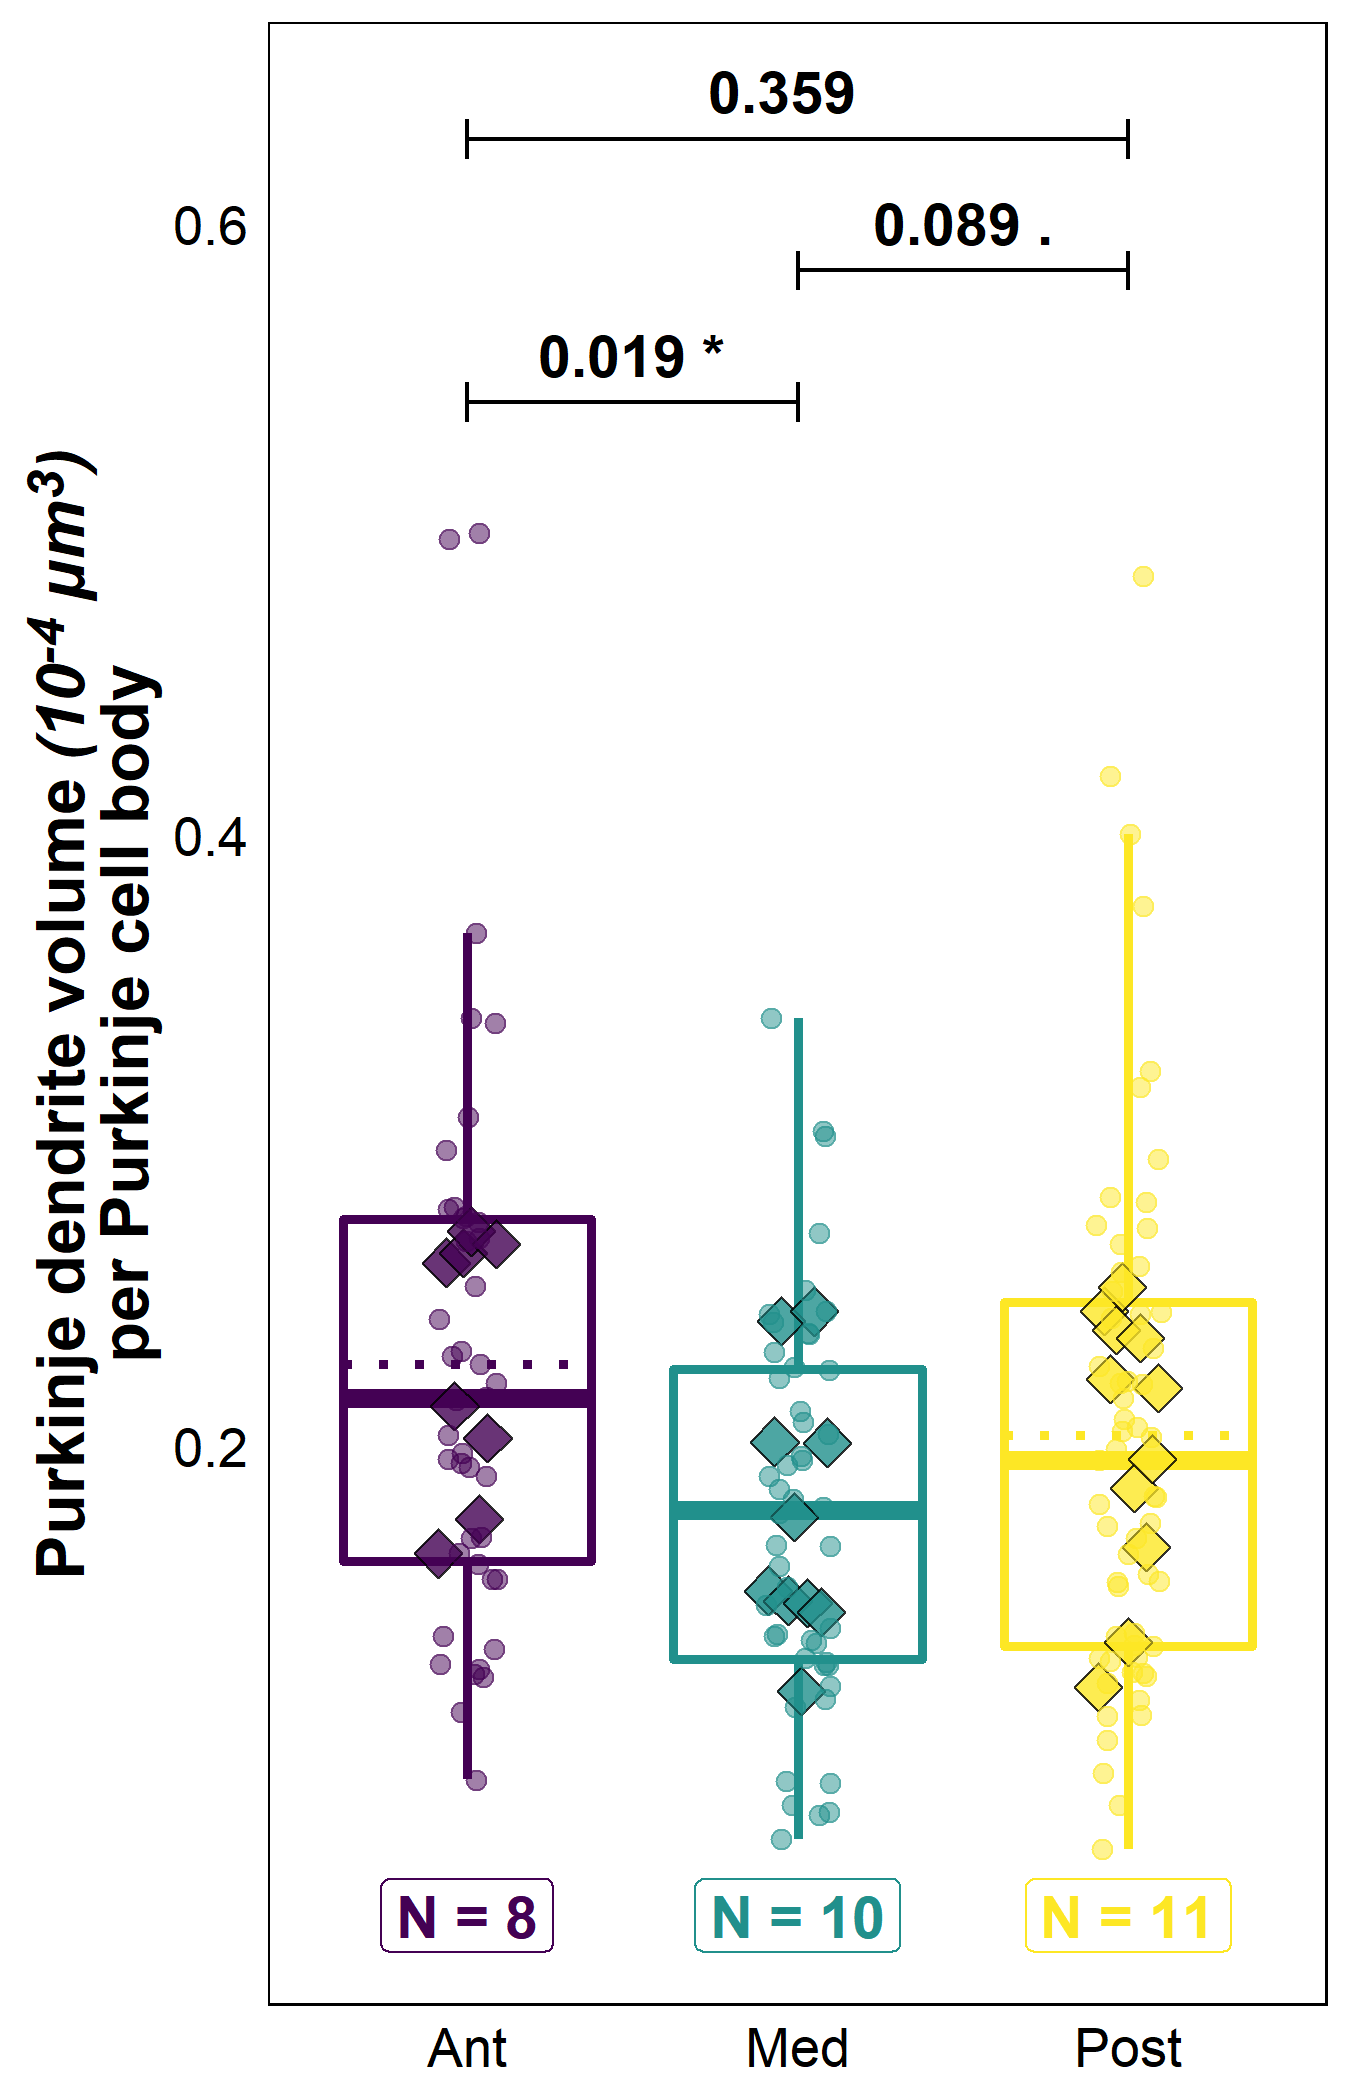 0.359
0.6
0.089 .
0.019 *
0.4
0.2
Purkinje dendrite volume (10⁻⁴ µm³)
per Purkinje cell body
N = 8
N = 10
N = 11
Ant
Med
Post